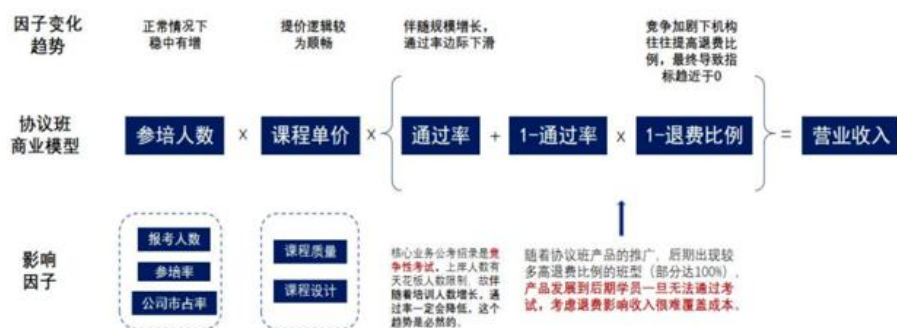 因子变化
趋势
正常情况下
稳中有增
提价逻辑较
为顺畅
伴随规模增长，
通过率边际下滑
竞争加剧下机构
往往提高退费比
例，最终导致指
标趋近于0
协议班
商业模型
参培人数 × 课程单价 × { 通过率 + 1-通过率 × 1-退费比例 } = 营业收入
影响
因子
报考人数
参培率
公司市占率
课程质量
课程设计
核心业务公考招录是竞
争性考试，上岸人数有
天花板人数限制，故伴
随着培训人数增长，通
过率一定会降低，这个
趋势是必然的。
随着协议班产品的推广，后期出现较
多高退费比例的班型（部分达100%），
产品发展到后期学员一旦无法通过考
试，考虑退费影响收入很难覆盖成本。